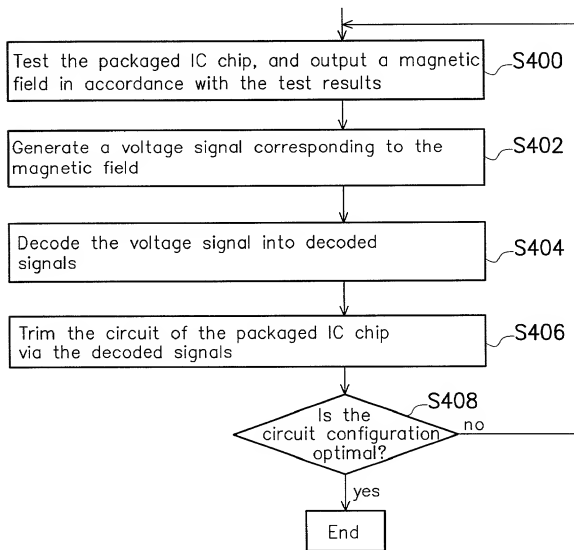 Test the packaged IC chip, and output a magnetic
field in accordance with the test results
S400
Generate a voltage signal corresponding to the
magnetic field
S402
Decode the voltage signal into decoded
signals
S404
Trim the circuit of the packaged IC chip
via the decoded signals
S406
S408
Is the
circuit configuration
optimal?
no
yes
End